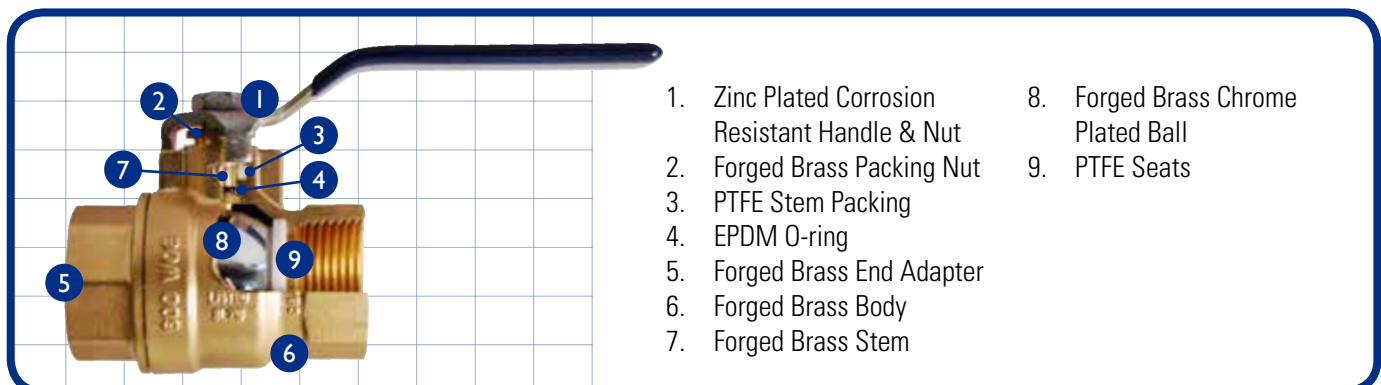 1
2
3
7
4
8
9
5
6
600 WOG
1. Zinc Plated Corrosion
Resistant Handle & Nut
2. Forged Brass Packing Nut
3. PTFE Stem Packing
4. EPDM O-ring
5. Forged Brass End Adapter
6. Forged Brass Body
7. Forged Brass Stem
8. Forged Brass Chrome
Plated Ball
9. PTFE Seats